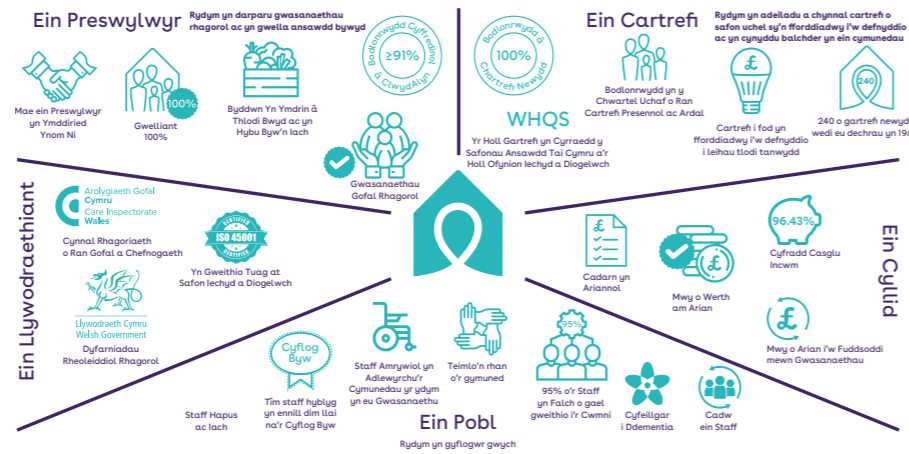 Ein Preswylwyr
Rydym yn darparu gwasanaethau
rhagorol ac yn gwella ansawdd bywyd
Mae ein Preswylwyr
yn Ymddiried
Ynom Ni
100%
Gwelliant
100%
Byddwn Yn Ymdrin â
Thlodi Bwyd ac yn
Hybu Byw'n Iach
Bodlonrwydd Cyffredinol
≥91%
â ClwydAlyn
Gwasanaethau
Gofal Rhagorol
Ein Cartrefi
Rydym yn adeiladu a chynnal cartrefi o
safon uchel sy'n fforddiadwy i'w defnyddio
ac yn cynyddu balchder yn ein cymunedau
Bodlonrwydd â
100%
Chartref Newydd
WHQS
Yr Holl Gartrefi yn Cyrraedd y
Safonau Ansawdd Tai Cymru a'r
Holl Ofynion Iechyd a Diogelwch
Bodlonrwydd yn y
Chwartel Uchaf o Ran
Cartrefi Presennol ac Ardal
£
Cartrefi i fod yn
fforddiadwy i'w defnyddio
i leihau tlodi tanwydd
240
240 o gartrefi newydd
wedi eu dechrau yn 19/
Ein Llywodraethiant
Arolygiaeth Gofal
Cymru
Care Inspectorate
Wales
Cynnal Rhagoriaeth
o Ran Gofal a Chefnogaeth
CERTIFIED
ISO 45001
CERTIFIED
Yn Gweithio Tuag at
Safon Iechyd a Diogelwch
Llywodraeth Cymru
Welsh Government
Dyfarniadau
Rheoleiddiol Rhagorol
Ein Cyllid
£
Cadarn yn
Ariannol
£
Mwy o Werth
am Arian
96.43%
Cyfradd Casglu
Incwm
£
Mwy o Arian i'w Fuddsoddi
mewn Gwasanaethau
Staff Hapus
ac Iach
Cyflog
Byw
Tîm staff hyblyg
yn ennill dim llai
na'r Cyflog Byw
Staff Amrywiol yn
Adlewyrchu'r
Cymunedau yr ydym
yn eu Gwasanaethu
Teimlo'n rhan
o'r gymuned
95%
95% o'r Staff
yn Falch o gael
gweithio i'r Cwmni
Cyfeillgar
i Ddementia
Cadw
ein Staff
Ein Pobl
Rydym yn gyflogwr gwych